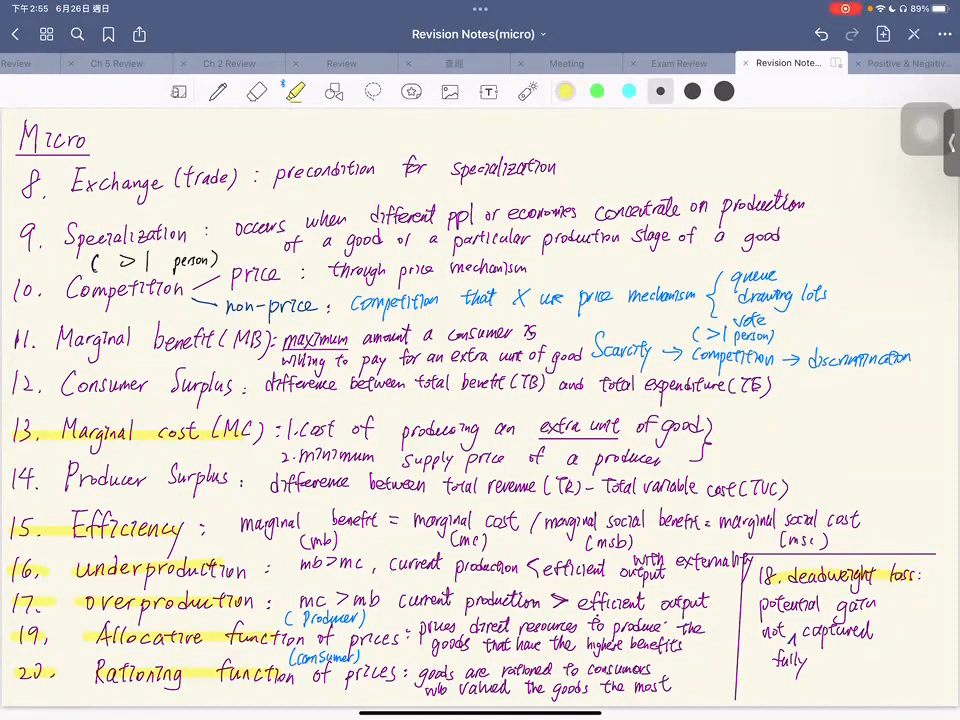 下午2:55 6月26日 週日
89%
Revision Notes(micro)
Review
Ch 5 Review
Ch 2 Review
Review
Meeting
Exam Review
Revision Note...
Positive & Negativ...
Micro
8. Exchange (trade) : precondition for specialization
9. Specialization : occurs when different ppl or economies concentrate on production
of a good or a particular production stage of a good
( >1 person)
10. Competition
price : through price mechanism
non-price : competition that X use price mechanism { queue
drawing lots
vote
11. Marginal benefit (MB) : maximum amount a consumer is
willing to pay for an extra unit of good
(>1 person)
Scarcity → competition → discrimination
12. Consumer Surplus : difference between total benefit (TB) and total expenditure (TE)
13. Marginal cost (MC) : 1. cost of producing an extra unit of good }
2. minimum supply price of a producer
14. Producer Surplus : difference between total revenue (TR) - Total variable cost (TVC)
15. Efficiency : marginal benefit = marginal cost / marginal social benefit = marginal social cost
(mb) (mc) (msb) (msc)
with externality
16. underproduction : mb>mc, current production < efficient output
17. overproduction : mc>mb current production > efficient output
18. deadweight loss:
potential gain
not captured
fully
(Producer)
19. Allocative function of prices : prices direct resources to produce the
goods that have the highest benefits
(consumer)
20. Rationing function of prices : goods are rationed to consumers
who valued the goods the most